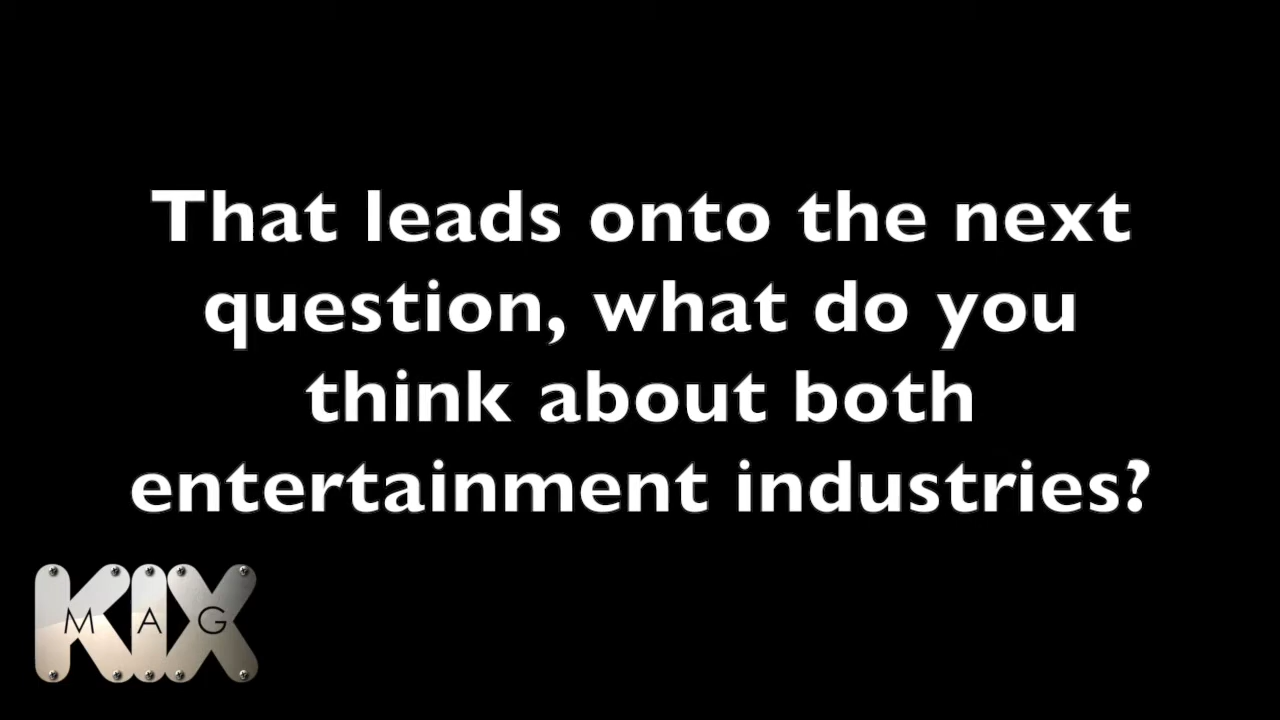 That leads onto the next
question, what do you
think about both
entertainment industries?
KIX
MAG